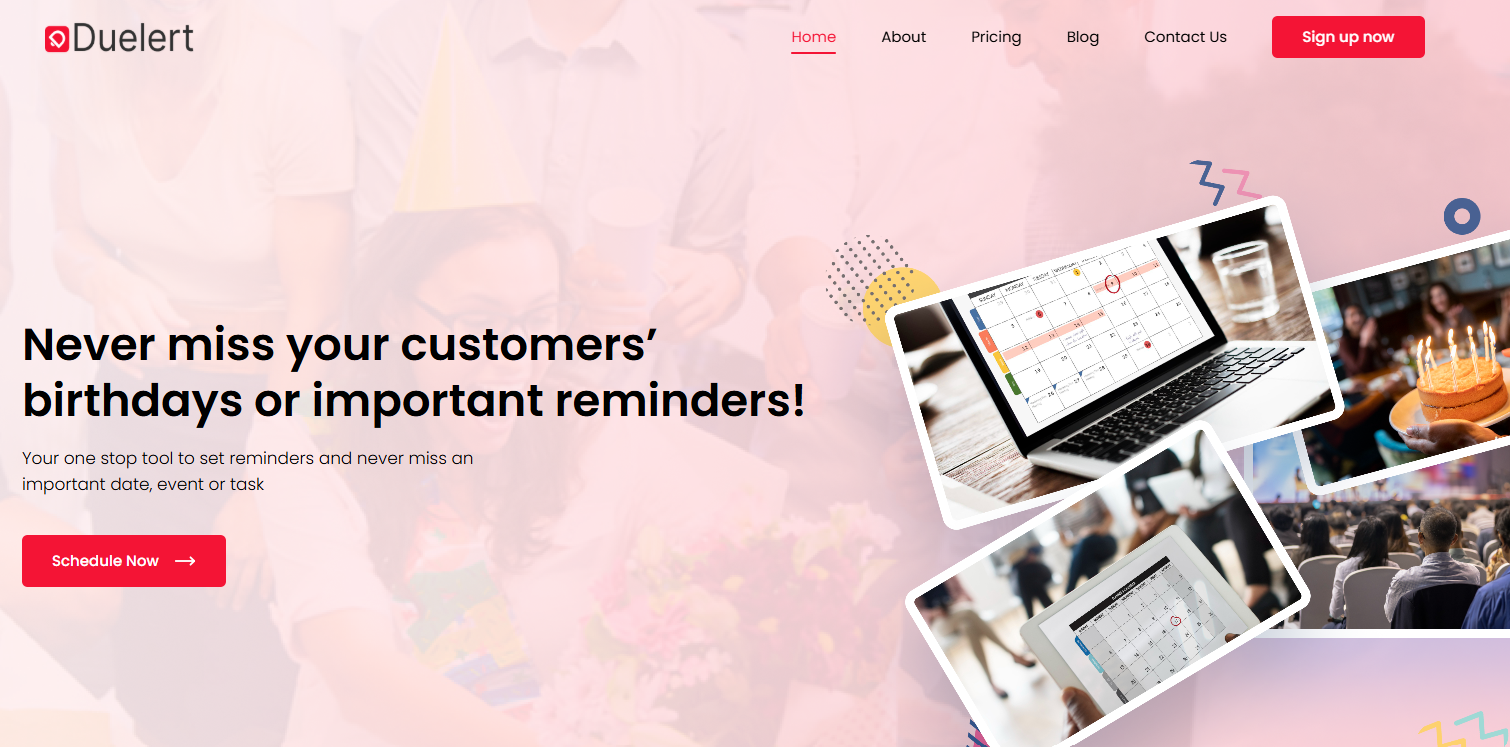 Duelert
Home
About
Pricing
Blog
Contact Us
Sign up now
Never miss your customers’
birthdays or important reminders!
Your one stop tool to set reminders and never miss an
important date, event or task
Schedule Now